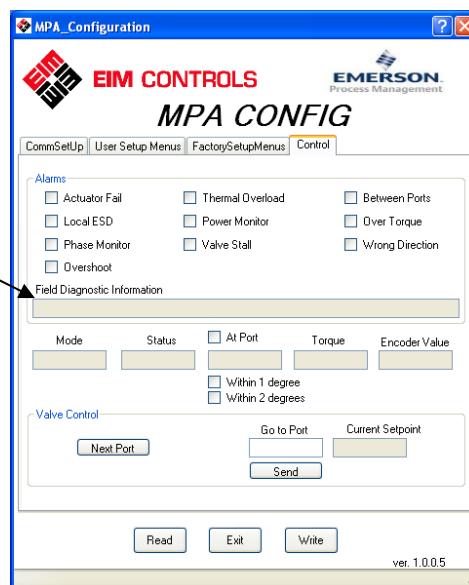 MPA_Configuration
EIM CONTROLS
EMERSON
Process Management
MPA CONFIG
CommSetUp User Setup Menus FactorySetupMenus Control
Alarms
Actuator Fail Thermal Overload Between Ports
Local ESD Power Monitor Over Torque
Phase Monitor Valve Stall Wrong Direction
Overshoot
Field Diagnostic Information
Mode Status At Port Torque Encoder Value
Within 1 degree
Within 2 degrees
Valve Control
Go to Port Current Setpoint
Next Port
Send
Read Exit Write
ver. 1.0.0.5